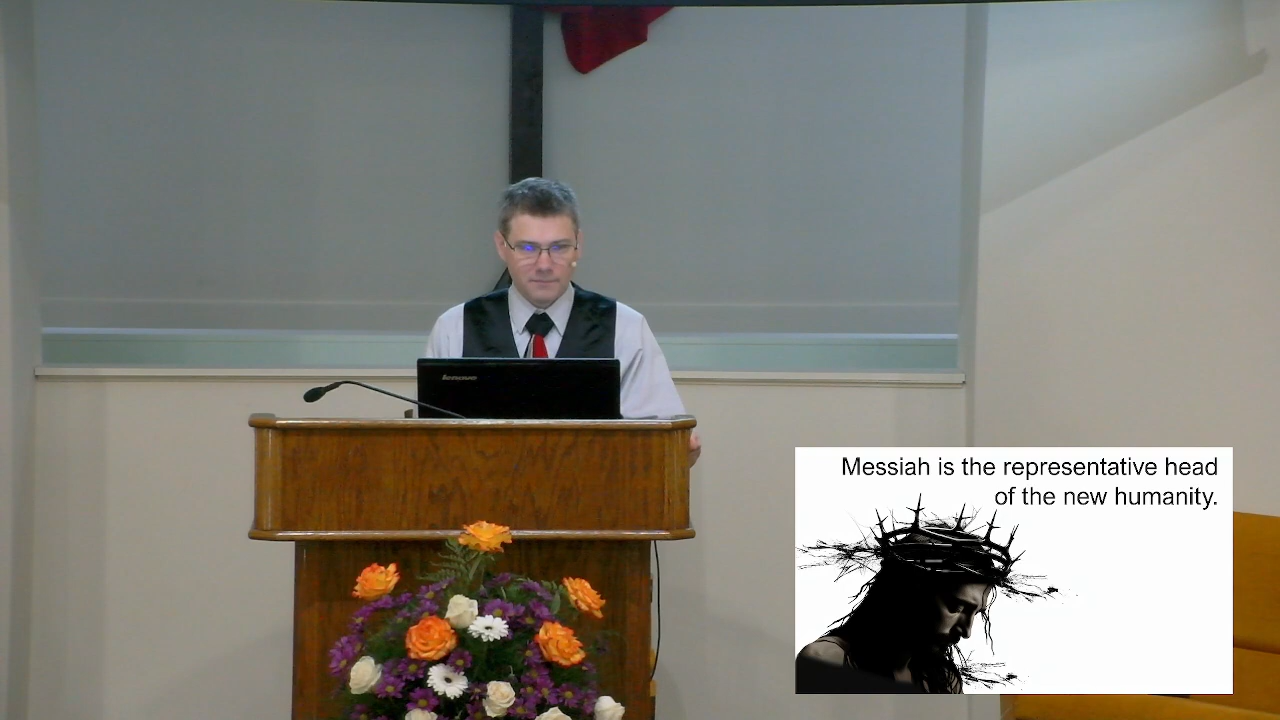 lenovo
Messiah is the representative head
of the new humanity.